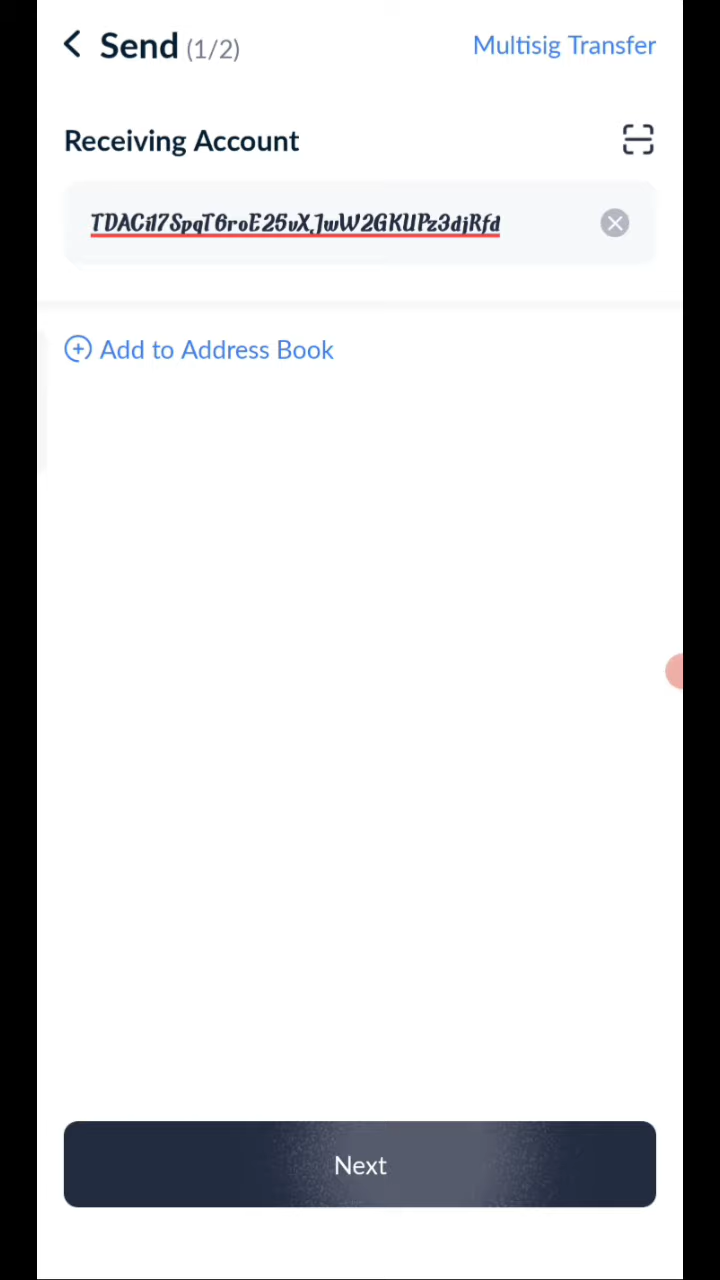 Send (1/2)
Multisig Transfer
Receiving Account
TDACi17SpqT6roE25vXJwW2GKUPz3djRfd
Add to Address Book
Next